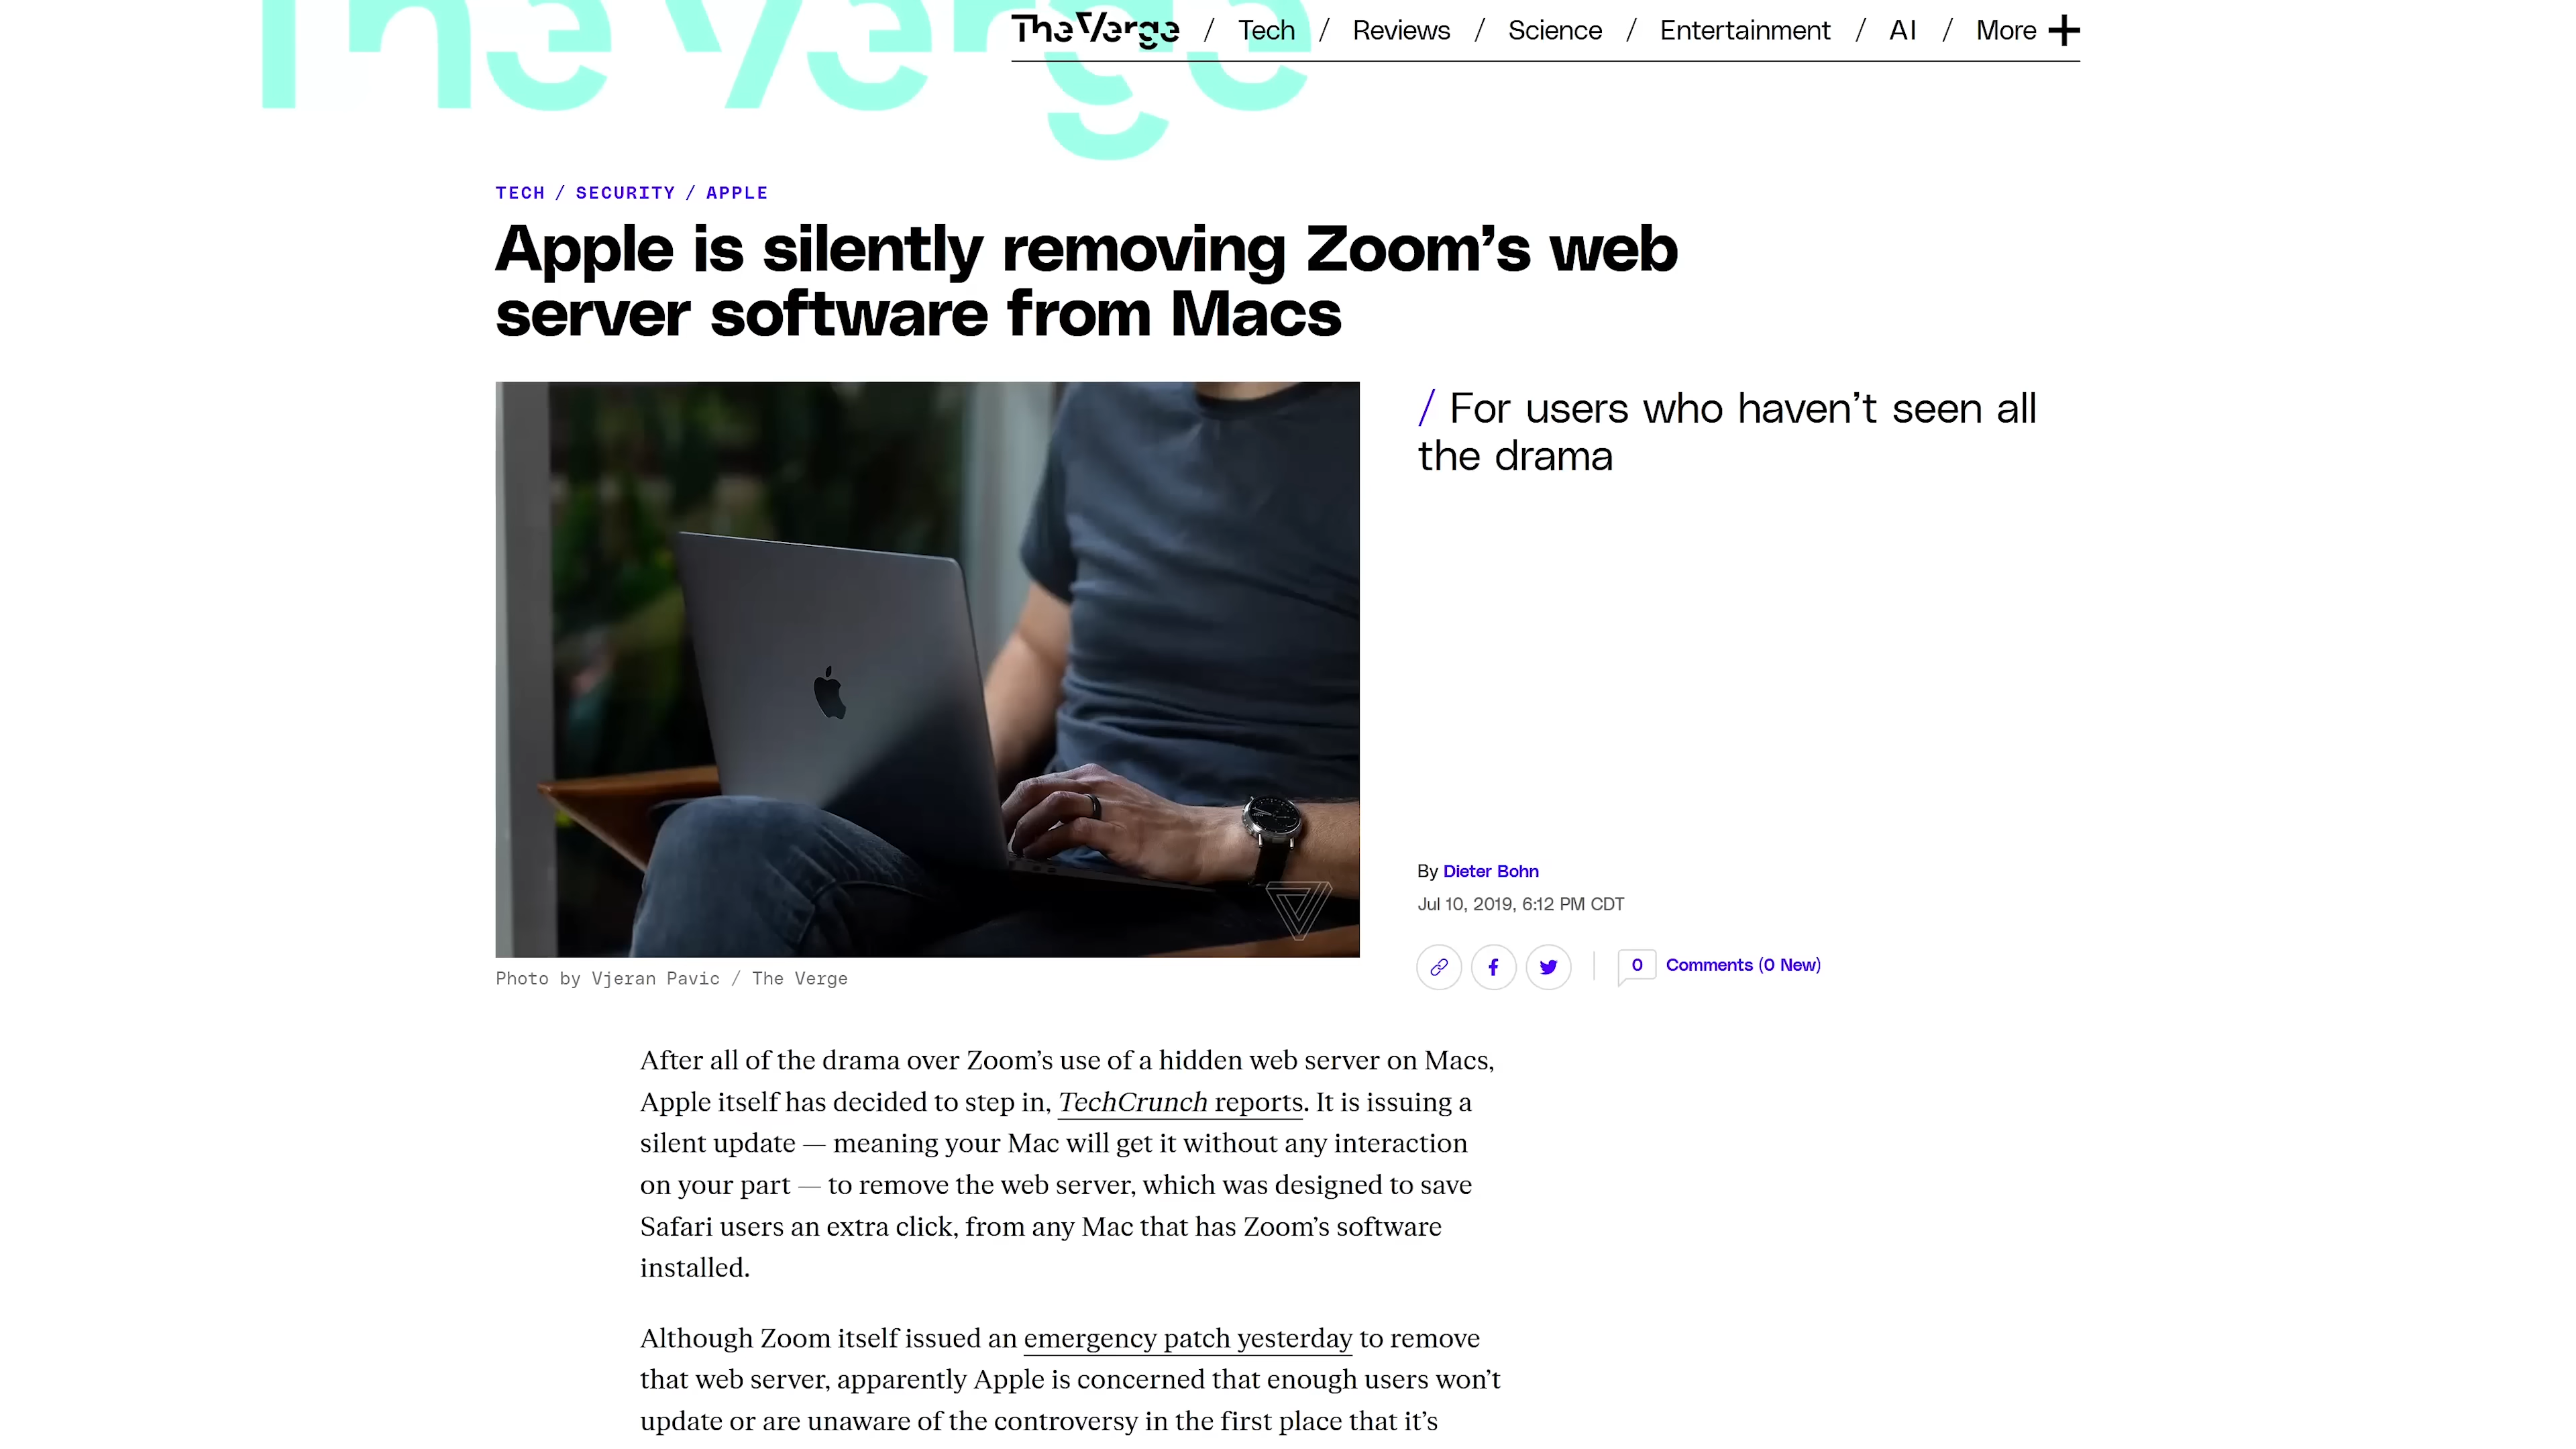 The Verge
The Verge / Tech / Reviews / Science / Entertainment / AI / More +
TECH / SECURITY / APPLE
Apple is silently removing Zoom’s web
server software from Macs
/ For users who haven’t seen all
the drama
By Dieter Bohn
Jul 10, 2019, 6:12 PM CDT
0 Comments (0 New)
Photo by Vjeran Pavic / The Verge
After all of the drama over Zoom’s use of a hidden web server on Macs,
Apple itself has decided to step in, TechCrunch reports. It is issuing a
silent update — meaning your Mac will get it without any interaction
on your part — to remove the web server, which was designed to save
Safari users an extra click, from any Mac that has Zoom’s software
installed.
Although Zoom itself issued an emergency patch yesterday to remove
that web server, apparently Apple is concerned that enough users won’t
update or are unaware of the controversy in the first place that it’s